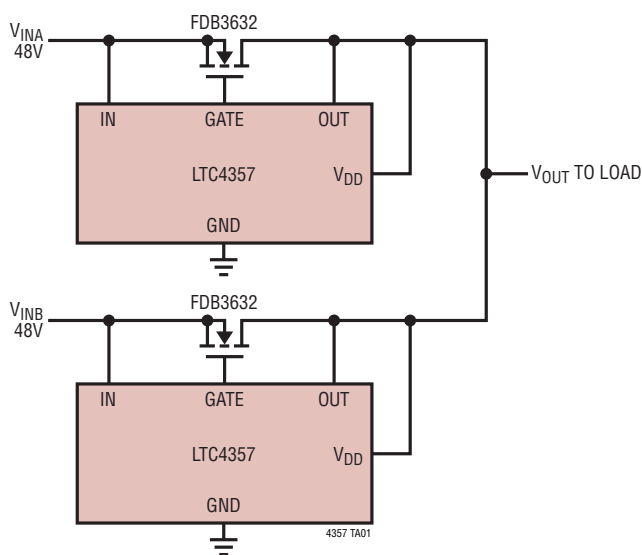 FDB3632
VINA
48V
IN GATE OUT
LTC4357 VDD
GND
VOUT TO LOAD
FDB3632
VINB
48V
IN GATE OUT
LTC4357 VDD
GND
4357 TA01